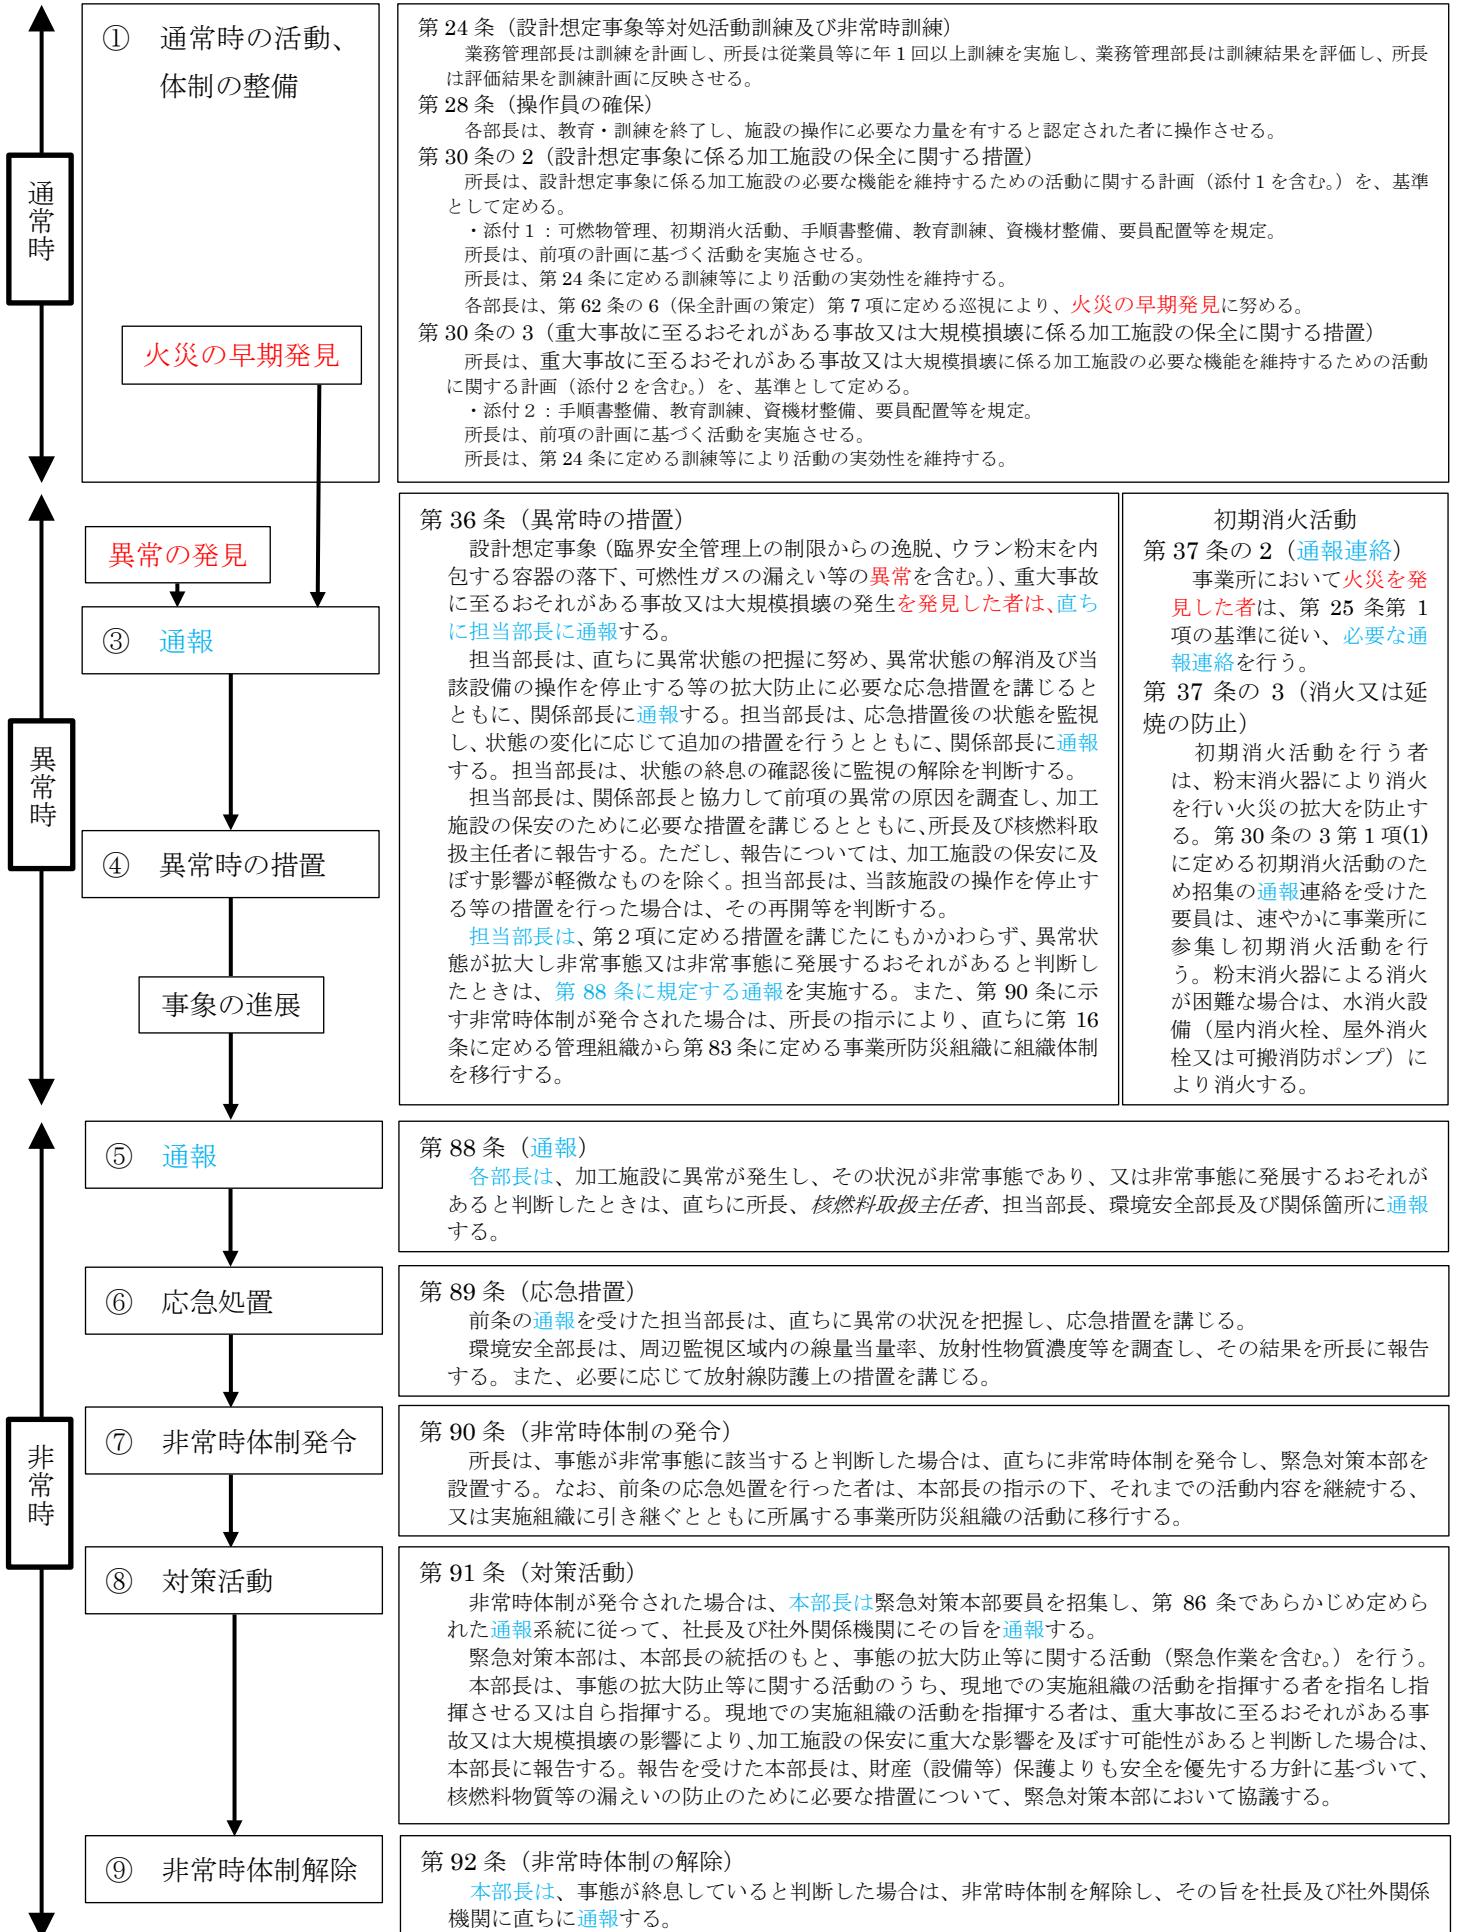 ① 通常時の活動、
体制の整備
通常時
火災の早期発見
第24条（設計想定事象等対処活動訓練及び非常時訓練）
業務管理部長は訓練を計画し、所長は従業員等に年1回以上訓練を実施し、業務管理部長は訓練結果を評価し、所長
は評価結果を訓練計画に反映させる。
第28条（操作員の確保）
各部長は、教育・訓練を終了し、施設の操作に必要な力量を有すると認定された者に操作させる。
第30条の2（設計想定事象に係る加工施設の保全に関する措置）
所長は、設計想定事象に係る加工施設の必要な機能を維持するための活動に関する計画（添付1を含む。）を、基準
として定める。
・添付1：可燃物管理、初期消火活動、手順書整備、教育訓練、資機材整備、要員配置等を規定。
所長は、前項の計画に基づく活動を実施させる。
所長は、第24条に定める訓練等により活動の実効性を維持する。
各部長は、第62条の6（保全計画の策定）第7項に定める巡視により、火災の早期発見に努める。
第30条の3（重大事故に至るおそれがある事故又は大規模損壊に係る加工施設の保全に関する措置）
所長は、重大事故に至るおそれがある事故又は大規模損壊に係る加工施設の必要な機能を維持するための活動
に関する計画（添付2を含む。）を、基準として定める。
・添付2：手順書整備、教育訓練、資機材整備、要員配置等を規定。
所長は、前項の計画に基づく活動を実施させる。
所長は、第24条に定める訓練等により活動の実効性を維持する。
異常時
異常の発見
③ 通報
④ 異常時の措置
事象の進展
第36条（異常時の措置）
設計想定事象（臨界安全管理上の制限からの逸脱、ウラン粉末を内
包する容器の落下、可燃性ガスの漏えい等の異常を含む。）、重大事故
に至るおそれがある事故又は大規模損壊の発生を発見した者は、直ち
に担当部長に通報する。
担当部長は、直ちに異常状態の把握に努め、異常状態の解消及び当
該設備の操作を停止する等の拡大防止に必要な応急措置を講じると
ともに、関係部長に通報する。担当部長は、応急措置後の状態を監視
し、状態の変化に応じて追加の措置を行うとともに、関係部長に通報
する。担当部長は、状態の終息の確認後に監視の解除を判断する。
担当部長は、関係部長と協力して前項の異常の原因を調査し、加工
施設の保安のために必要な措置を講じるとともに、所長及び核燃料取
扱主任者に報告する。ただし、報告については、加工施設の保安に及
ぼす影響が軽微なものを除く。担当部長は、当該施設の操作を停止す
る等の措置を行った場合は、その再開等を判断する。
担当部長は、第2項に定める措置を講じたにもかかわらず、異常状
態が拡大し非常事態又は非常事態に発展するおそれがあると判断し
たときは、第88条に規定する通報を実施する。また、第90条に示
す非常時体制が発令された場合は、所長の指示により、直ちに第16
条に定める管理組織から第83条に定める事業所防災組織に組織体制
を移行する。
初期消火活動
第37条の2（通報連絡）
事業所において火災を発
見した者は、第25条第1
項の基準に従い、必要な通
報連絡を行う。
第37条の3（消火又は延
焼の防止）
初期消火活動を行う者
は、粉末消火器により消火
を行い火災の拡大を防止す
る。第30条の3第1項(1)
に定める初期消火活動のた
め招集の通報連絡を受けた
要員は、速やかに事業所に
参集し初期消火活動を行
う。粉末消火器による消火
が困難な場合は、水消火設
備（屋内消火栓、屋外消火
栓又は可搬消防ポンプ）に
より消火する。
非常時
⑤ 通報
第88条（通報）
各部長は、加工施設に異常が発生し、その状況が非常事態であり、又は非常事態に発展するおそれが
あると判断したときは、直ちに所長、核燃料取扱主任者、担当部長、環境安全部長及び関係箇所に通報
する。
⑥ 応急処置
第89条（応急措置）
前条の通報を受けた担当部長は、直ちに異常の状況を把握し、応急措置を講じる。
環境安全部長は、周辺監視区域内の線量当量率、放射性物質濃度等を調査し、その結果を所長に報告
する。また、必要に応じて放射線防護上の措置を講じる。
⑦ 非常時体制発令
第90条（非常時体制の発令）
所長は、事態が非常事態に該当すると判断した場合は、直ちに非常時体制を発令し、緊急対策本部を
設置する。なお、前条の応急処置を行った者は、本部長の指示の下、それまでの活動内容を継続する、
又は実施組織に引き継ぐとともに所属する事業所防災組織の活動に移行する。
⑧ 対策活動
第91条（対策活動）
非常時体制が発令された場合は、本部長は緊急対策本部要員を招集し、第86条であらかじめ定めら
れた通報系統に従って、社長及び社外関係機関にその旨を通報する。
緊急対策本部は、本部長の統括のもと、事態の拡大防止等に関する活動（緊急作業を含む。）を行う。
本部長は、事態の拡大防止等に関する活動のうち、現地での実施組織の活動を指揮する者を指名し指
揮させる又は自ら指揮する。現地での実施組織の活動を指揮する者は、重大事故に至るおそれがある事
故又は大規模損壊の影響により、加工施設の保安に重大な影響を及ぼす可能性があると判断した場合は、
本部長に報告する。報告を受けた本部長は、財産（設備等）保護よりも安全を優先する方針に基づいて、
核燃料物質等の漏えいの防止のために必要な措置について、緊急対策本部において協議する。
⑨ 非常時体制解除
第92条（非常時体制の解除）
本部長は、事態が終息していると判断した場合は、非常時体制を解除し、その旨を社長及び社外関係
機関に直ちに通報する。